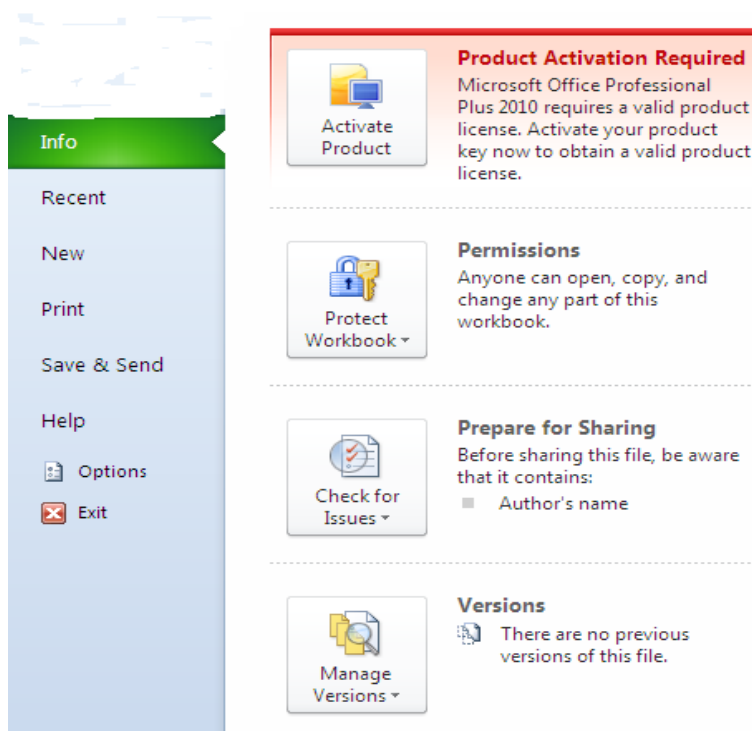 Info
Recent
New
Print
Save & Send
Help
Options
Exit
Activate
Product
Product Activation Required
Microsoft Office Professional
Plus 2010 requires a valid product
license. Activate your product
key now to obtain a valid product
license.
Protect
Workbook
Permissions
Anyone can open, copy, and
change any part of this
workbook.
Check for
Issues
Prepare for Sharing
Before sharing this file, be aware
that it contains:
Author's name
Manage
Versions
Versions
There are no previous
versions of this file.